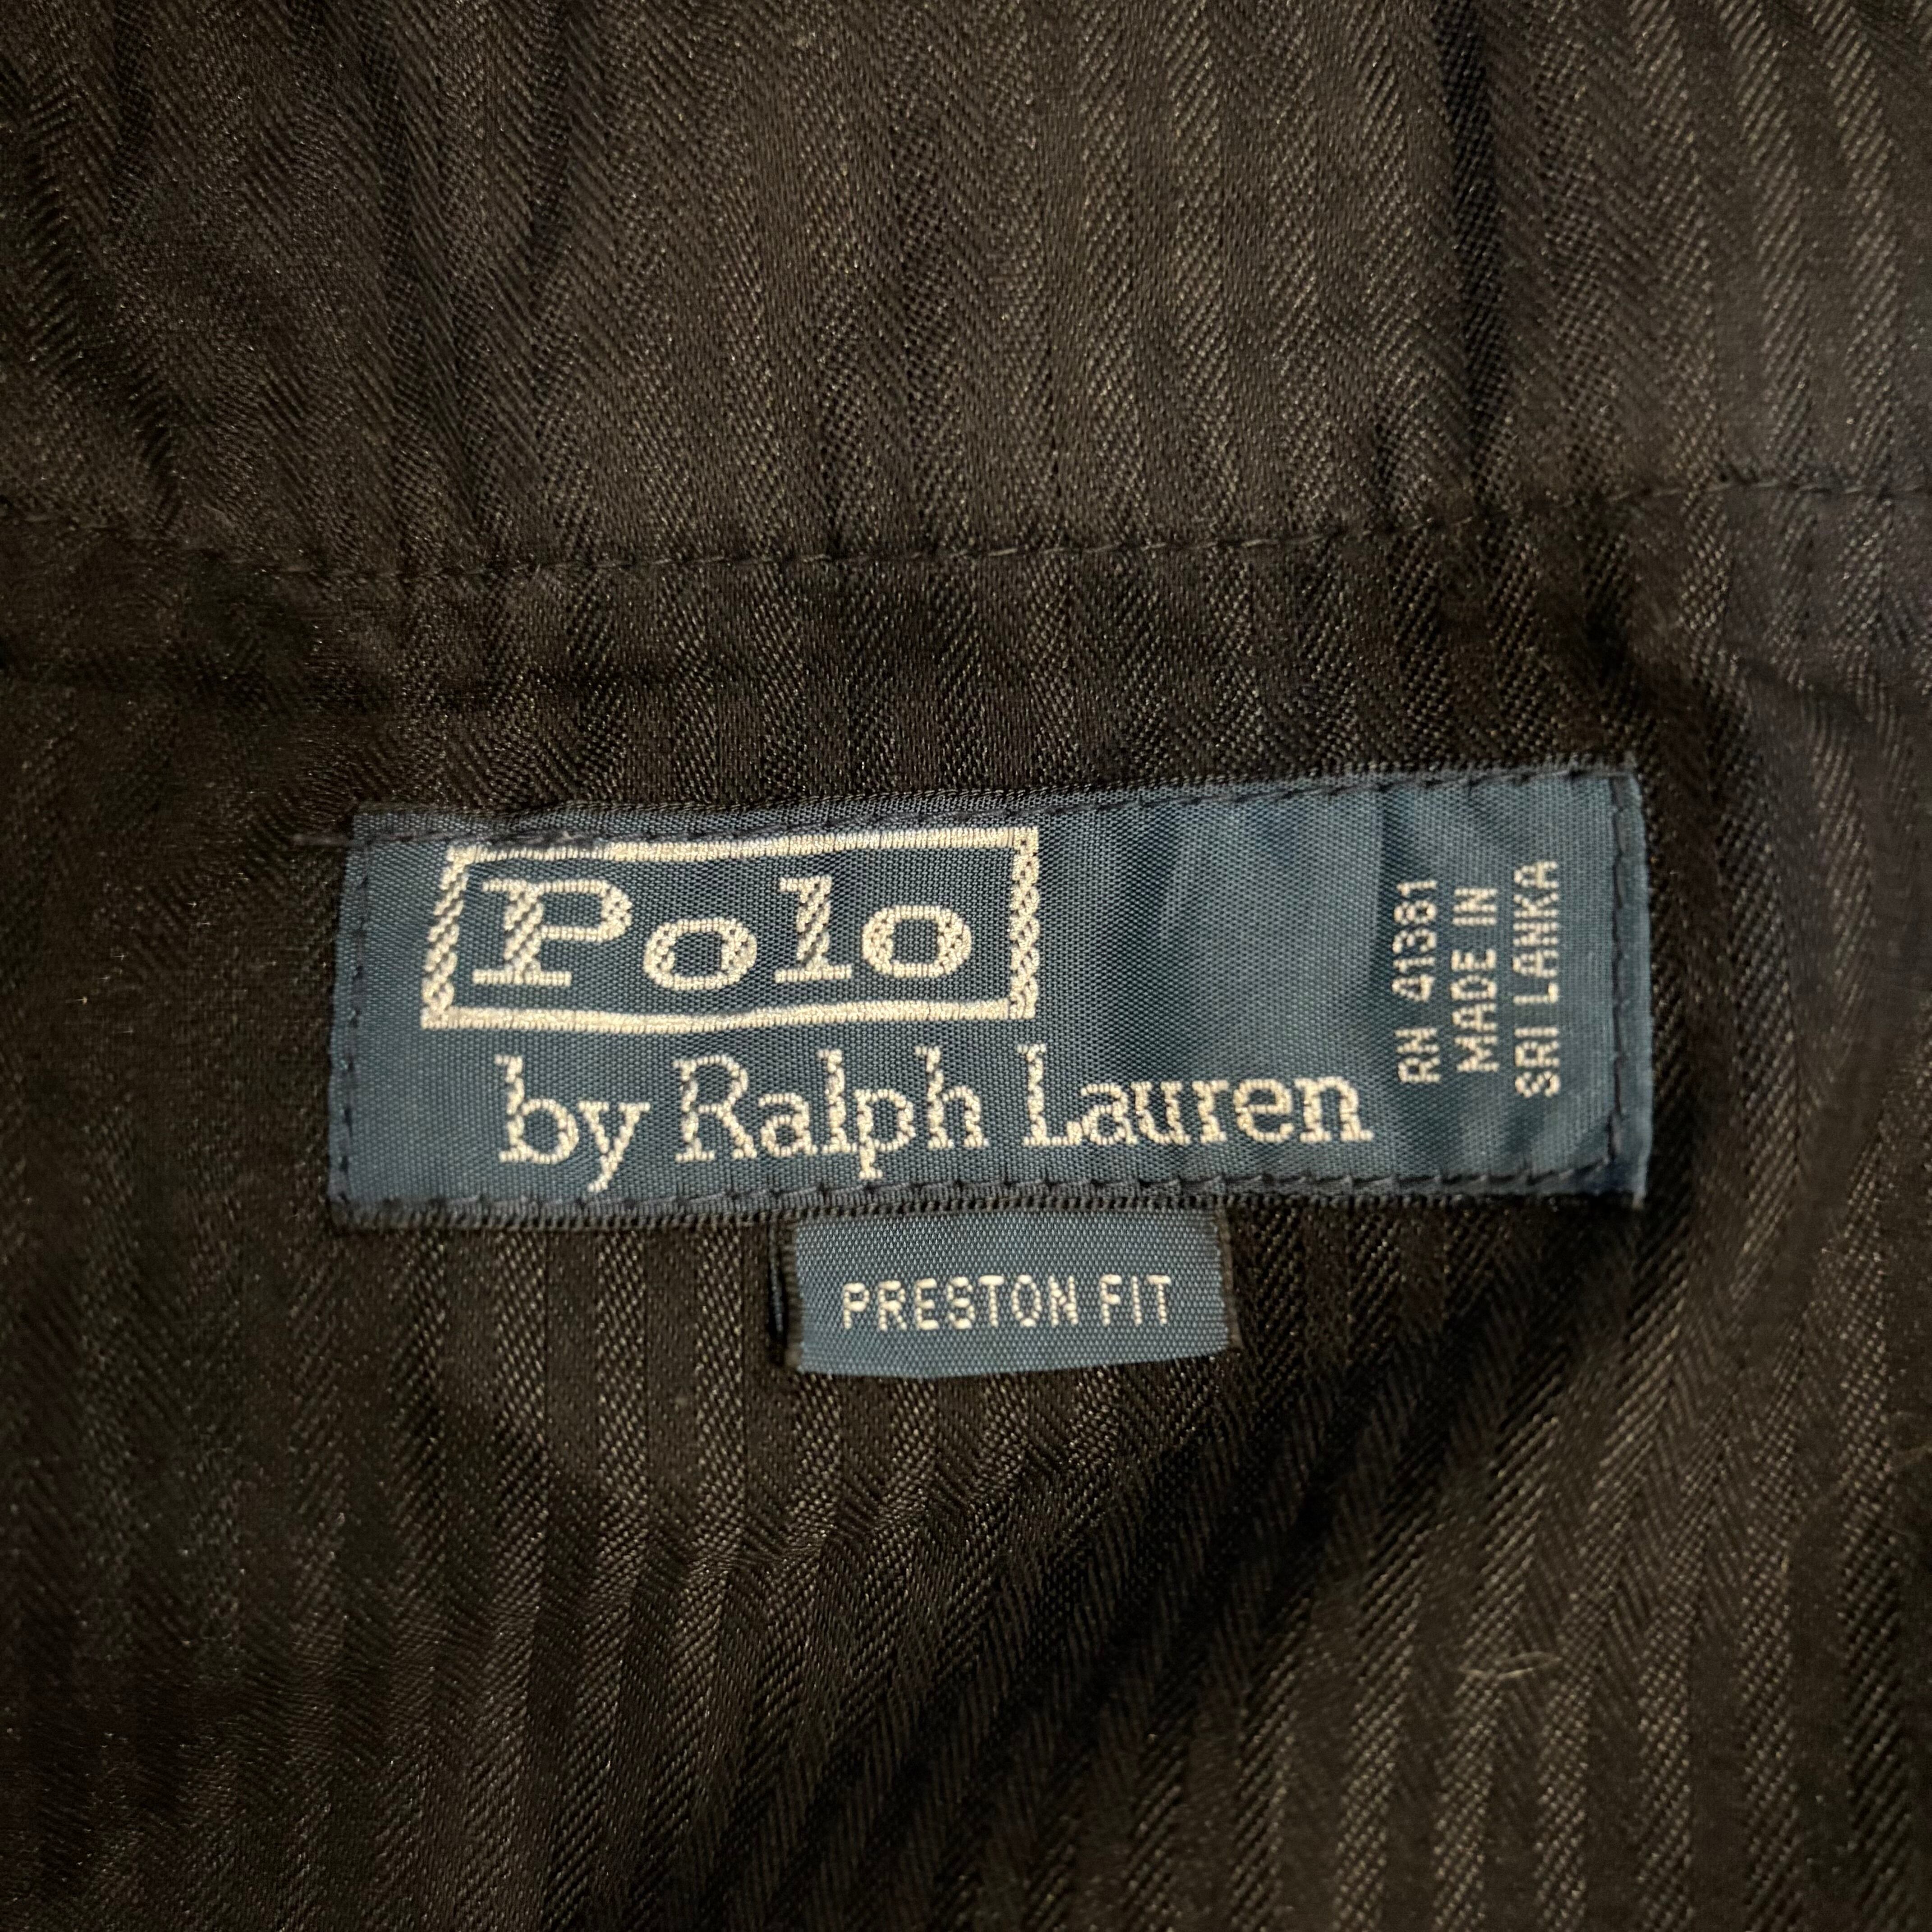 Polo
by Ralph Lauren
RN 41381
MADE IN
SRI LANKA
PRESTON FIT